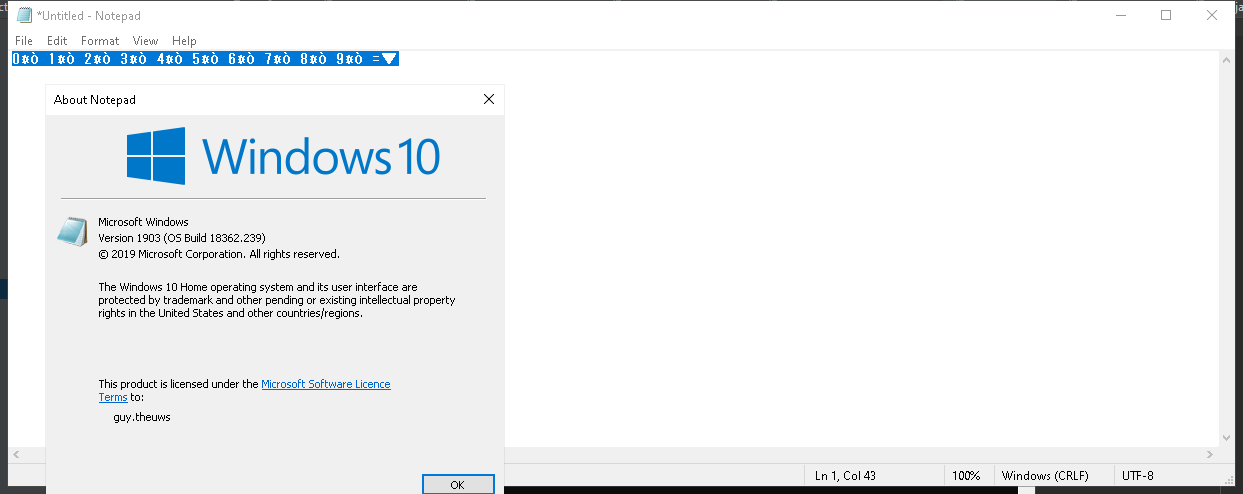 *Untitled - Notepad
File Edit Format View Help
0¤ò 1¤ò 2¤ò 3¤ò 4¤ò 5¤ò 6¤ò 7¤ò 8¤ò 9¤ò =▼
About Notepad
Windows 10
Microsoft Windows
Version 1903 (OS Build 18362.239)
© 2019 Microsoft Corporation. All rights reserved.
The Windows 10 Home operating system and its user interface are
protected by trademark and other pending or existing intellectual property
rights in the United States and other countries/regions.
This product is licensed under the Microsoft Software Licence
Terms to:
guy.theuws
OK
Ln 1, Col 43 100% Windows (CRLF) UTF-8